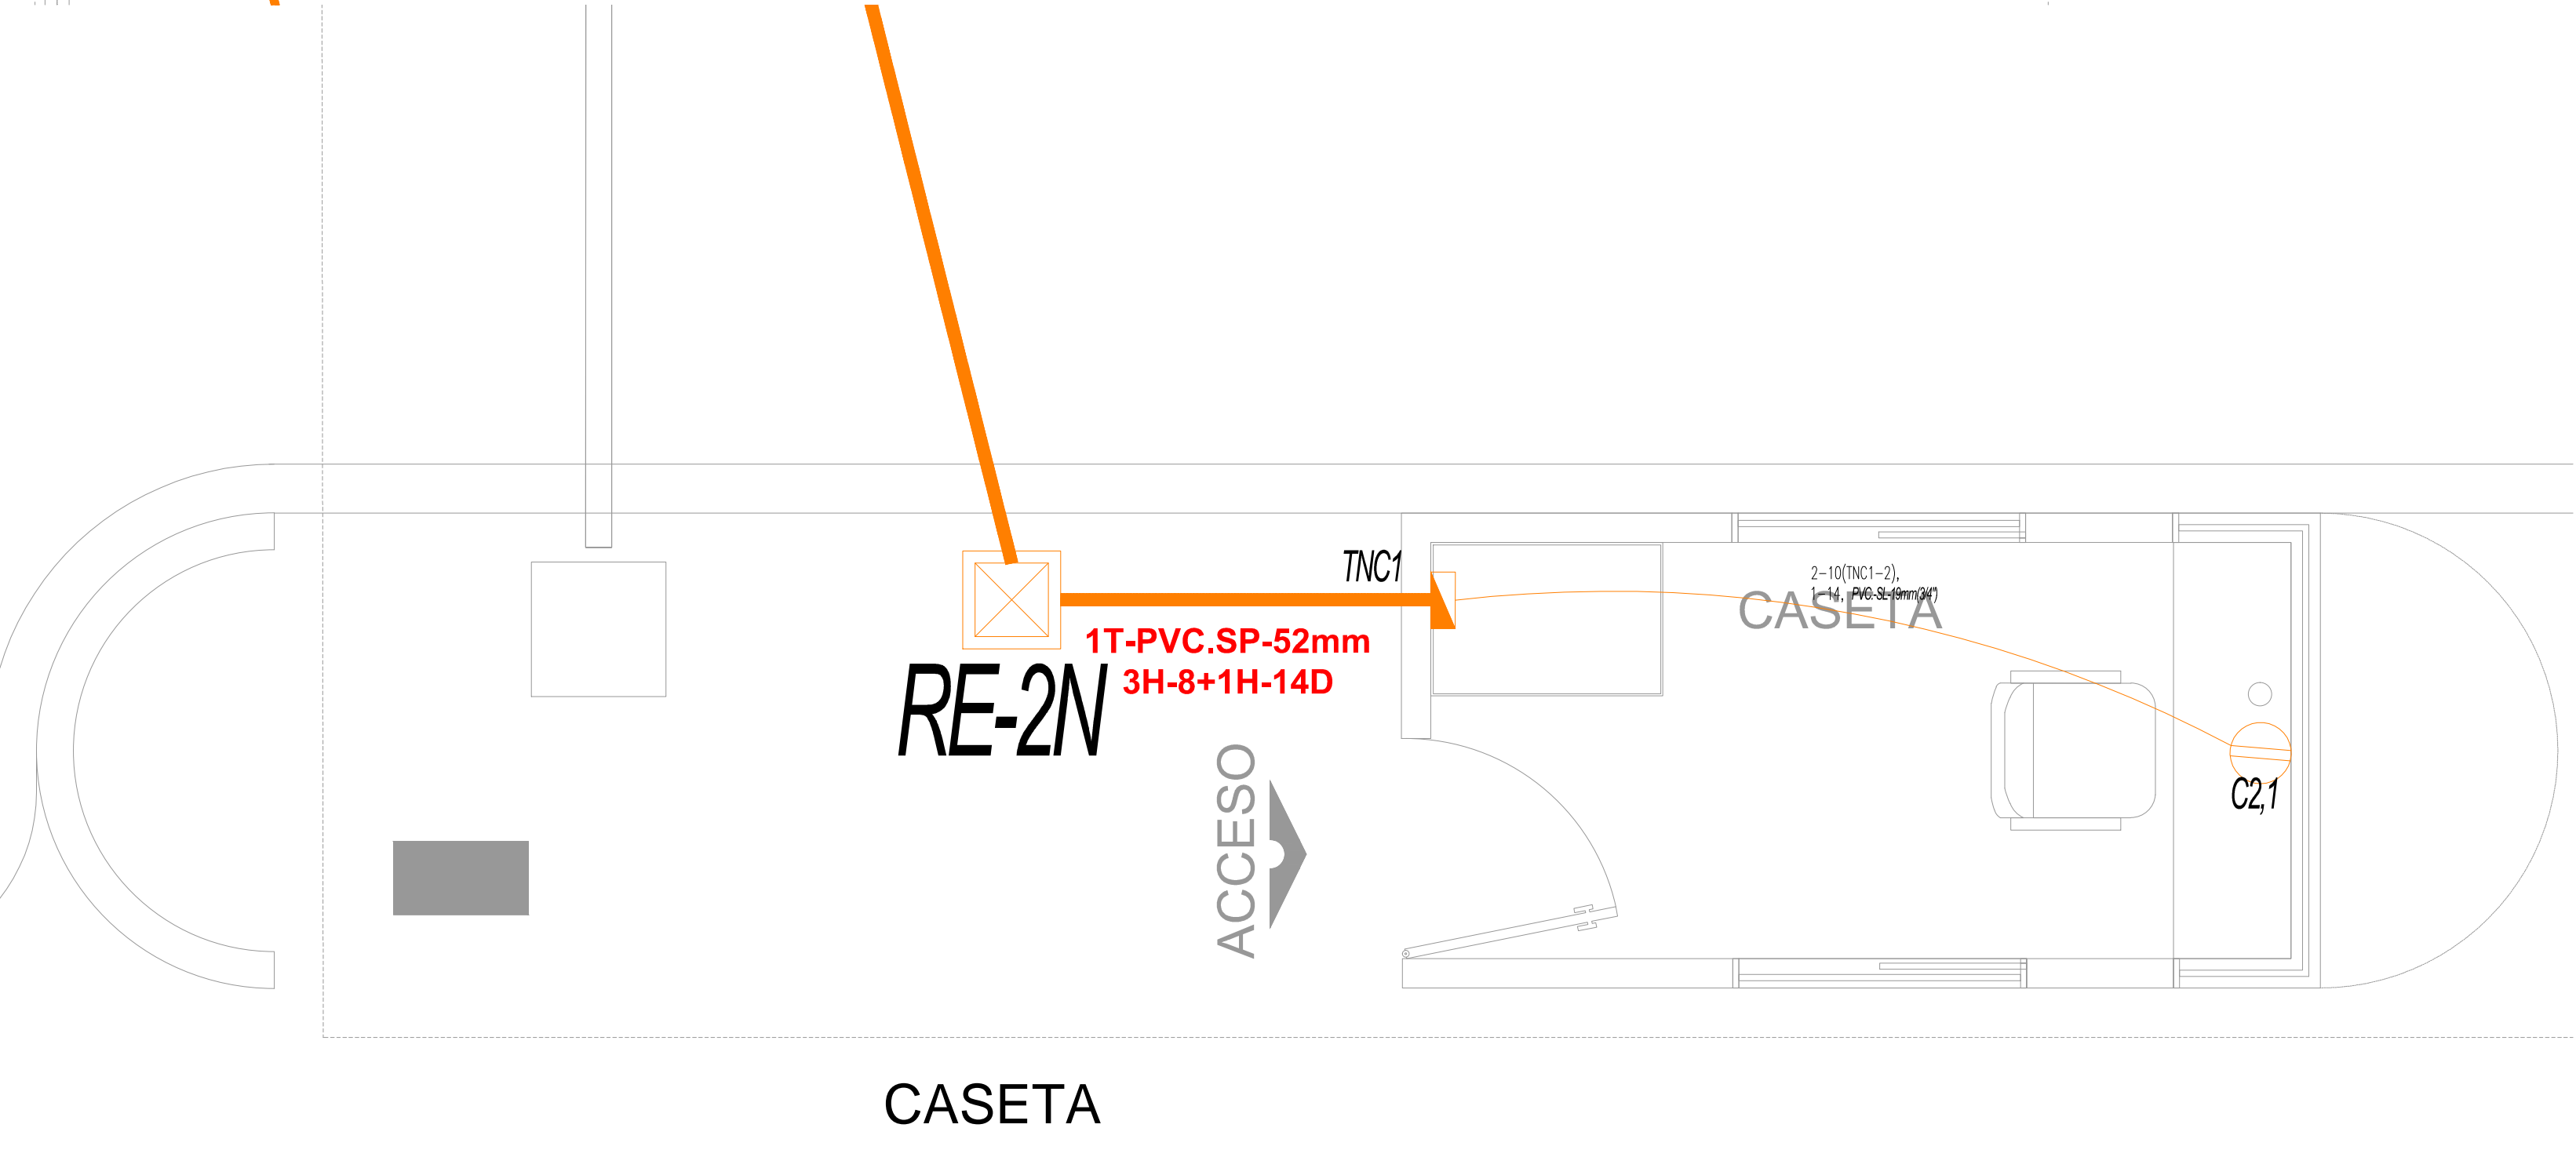 TNC1
2-10(TNC1-2),
1-14, PVC.-SL-19mm(3/4")
CASETA
1T-PVC.SP-52mm
3H-8+1H-14D
RE-2N
ACCESO
C2,1
CASETA